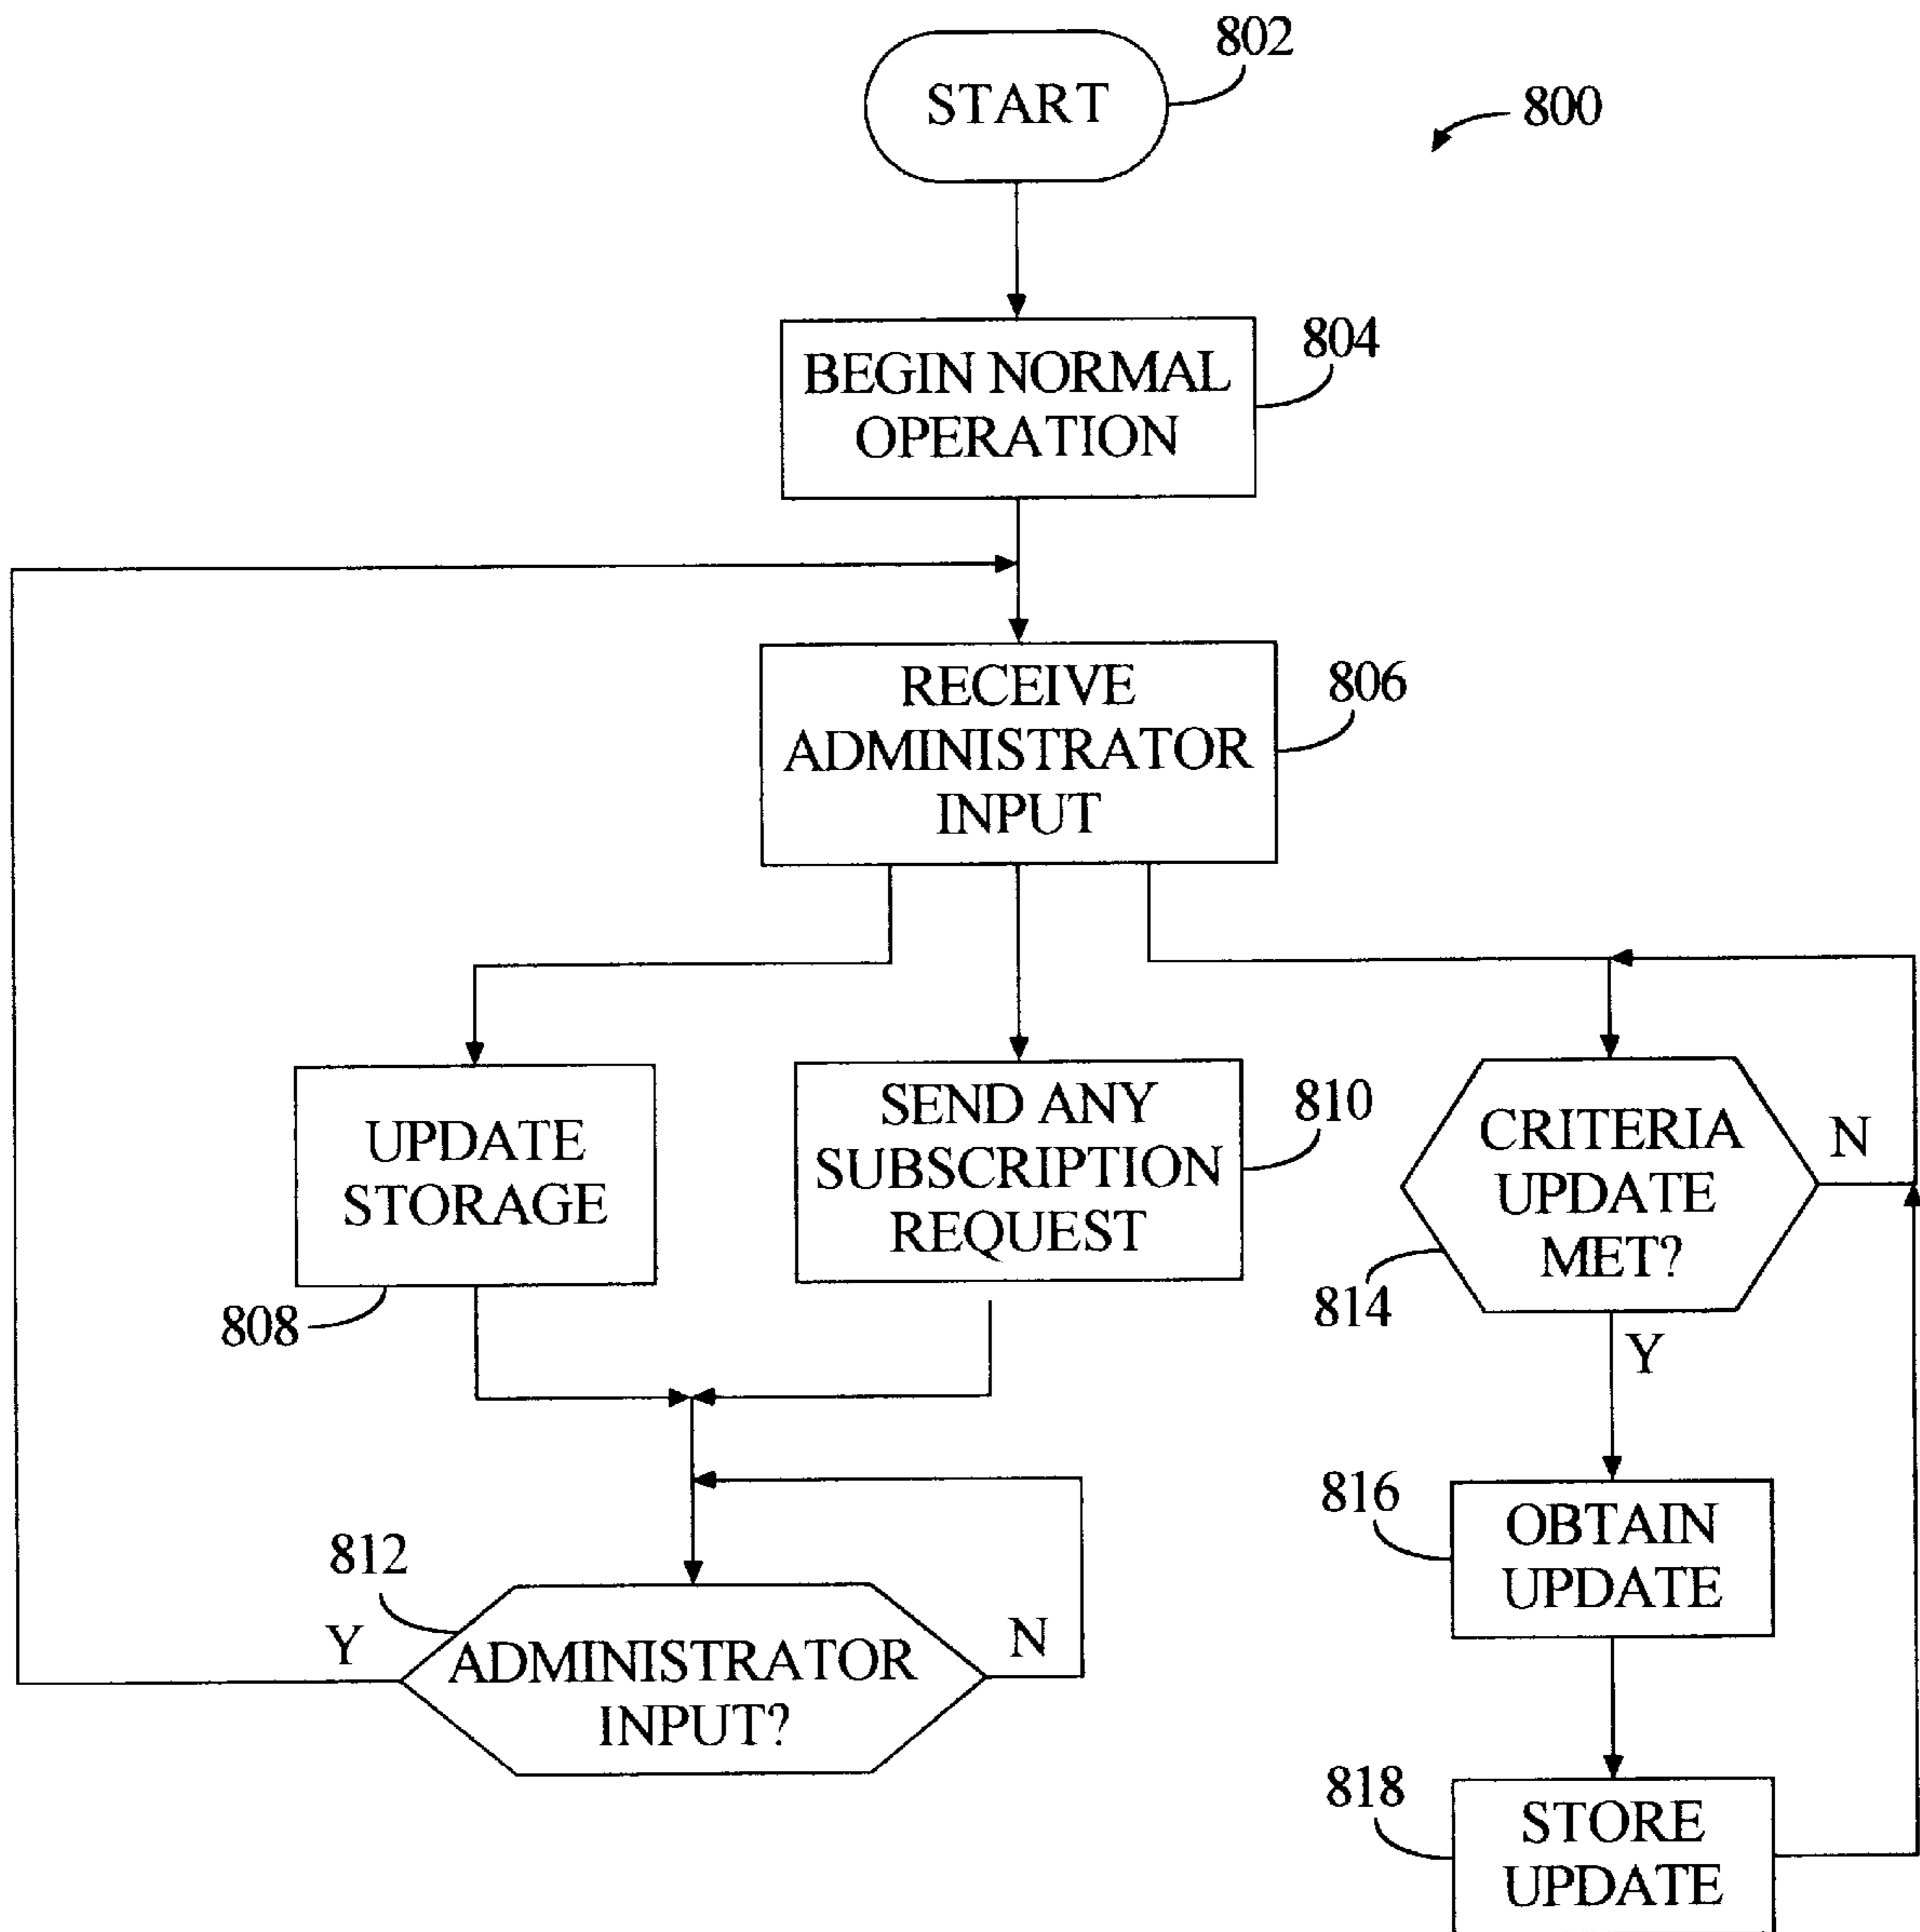 802
START
800
804
BEGIN NORMAL
OPERATION
806
RECEIVE
ADMINISTRATOR
INPUT
UPDATE
STORAGE
808
SEND ANY
SUBSCRIPTION
REQUEST
810
CRITERIA
UPDATE
MET?
N
814
Y
816
OBTAIN
UPDATE
812
Y
ADMINISTRATOR
INPUT?
N
818
STORE
UPDATE